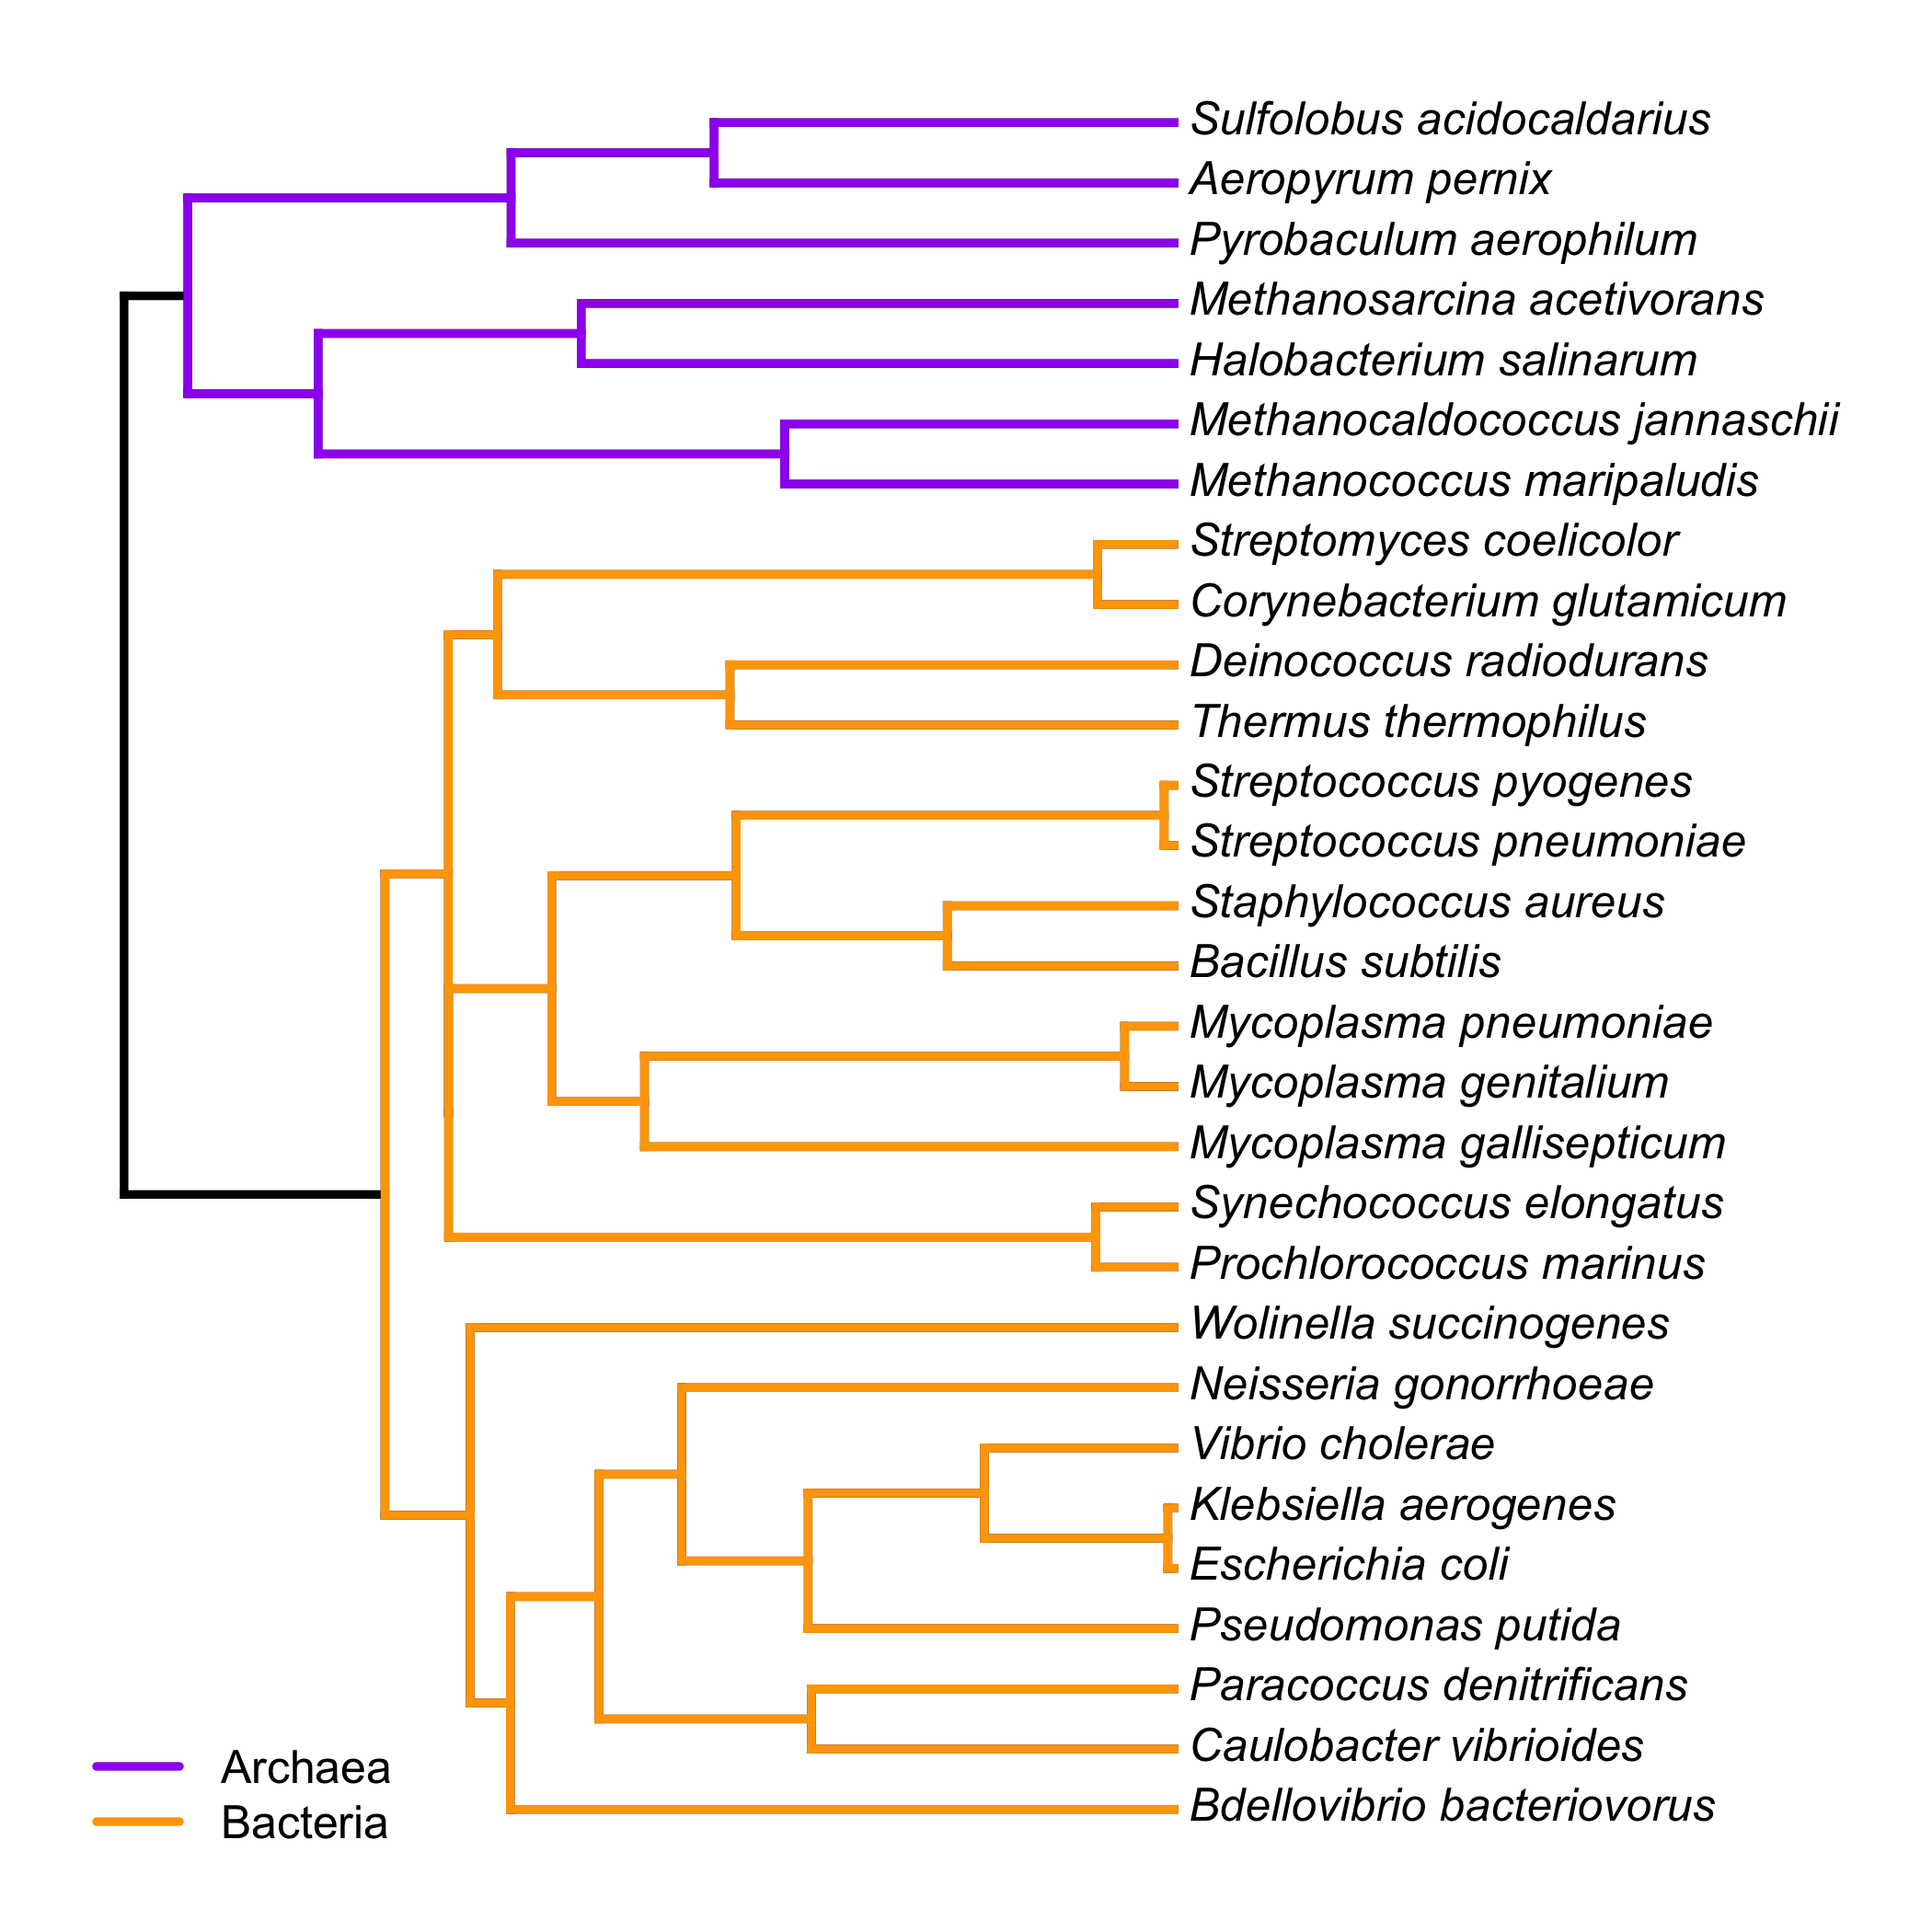 Sulfolobus acidocaldarius
Aeropyrum pernix
Pyrobaculum aerophilum
Methanosarcina acetivorans
Halobacterium salinarum
Methanocaldococcus jannaschii
Methanococcus maripaludis
Streptomyces coelicolor
Corynebacterium glutamicum
Deinococcus radiodurans
Thermus thermophilus
Streptococcus pyogenes
Streptococcus pneumoniae
Staphylococcus aureus
Bacillus subtilis
Mycoplasma pneumoniae
Mycoplasma genitalium
Mycoplasma gallisepticum
Synechococcus elongatus
Prochlorococcus marinus
Wolinella succinogenes
Neisseria gonorrhoeae
Vibrio cholerae
Klebsiella aerogenes
Escherichia coli
Pseudomonas putida
Paracoccus denitrificans
Caulobacter vibrioides
Bdellovibrio bacteriovorus
Archaea
Bacteria